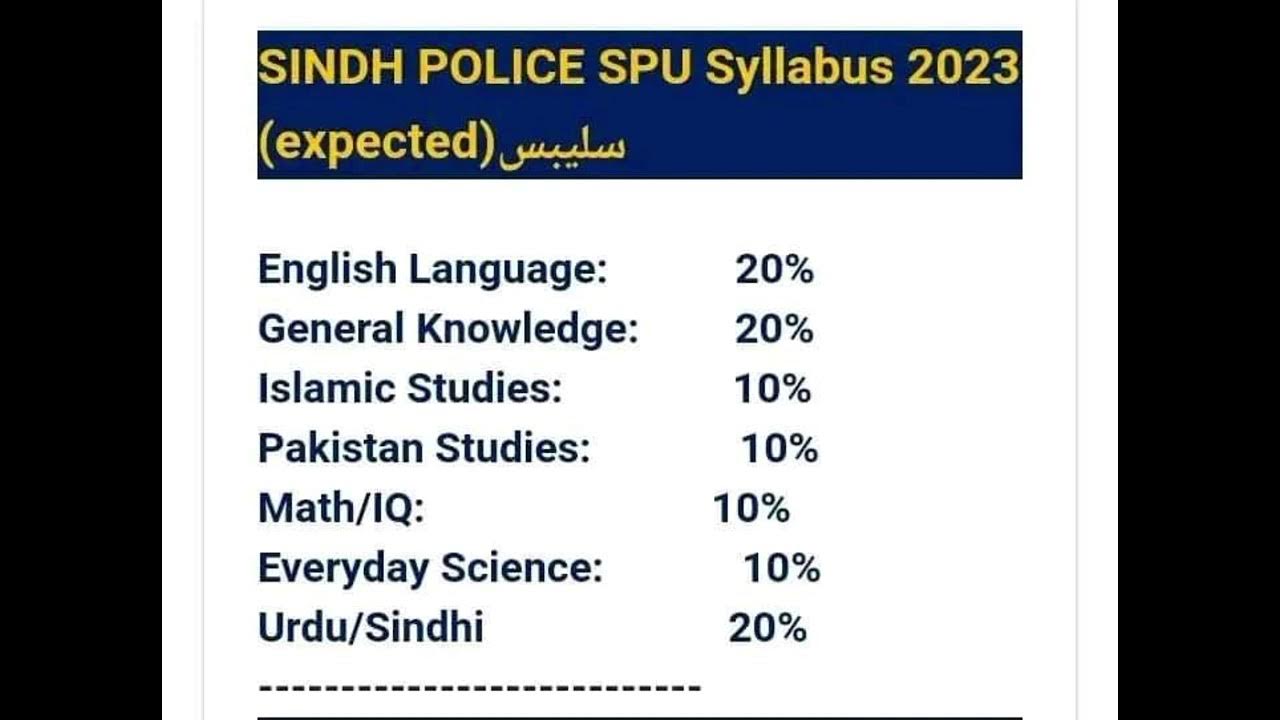 SINDH POLICE SPU Syllabus 2023
(expected)سلیبس
English Language: 20%
General Knowledge: 20%
Islamic Studies: 10%
Pakistan Studies: 10%
Math/IQ: 10%
Everyday Science: 10%
Urdu/Sindhi 20%
---------------------------